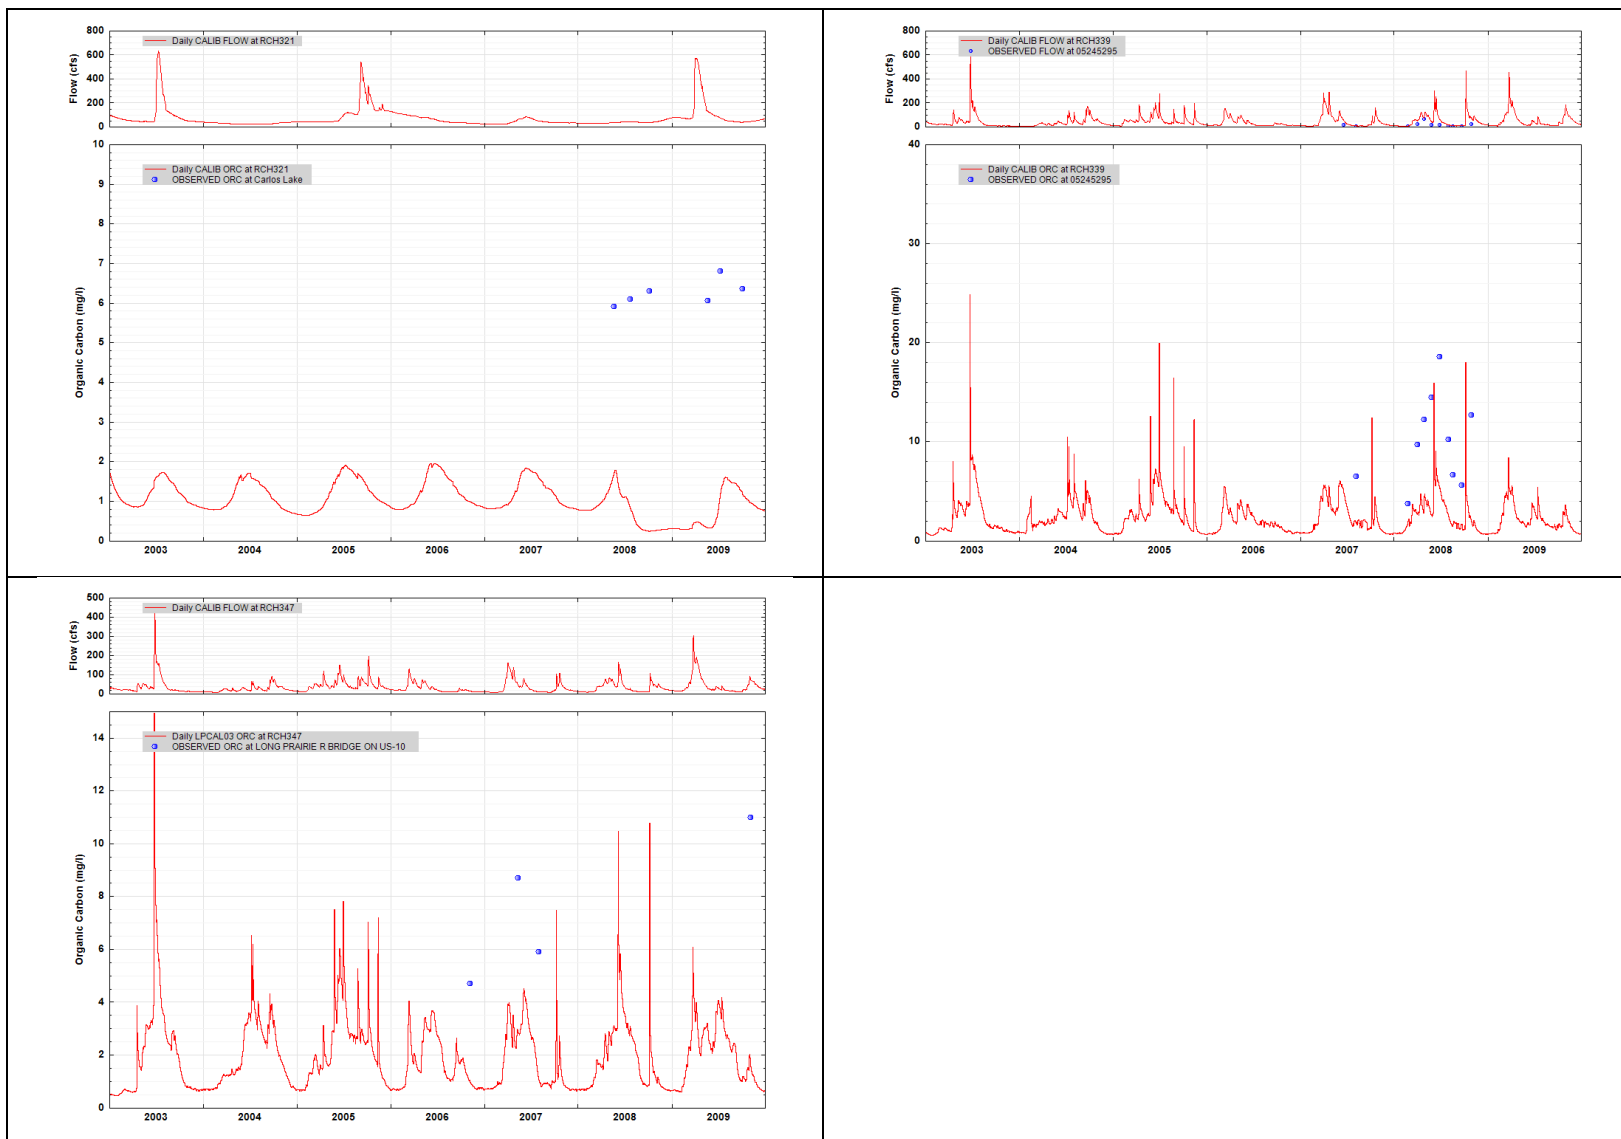 Daily CALIB FLOW at RCH321
Flow (cfs)
800
600
400
200
0
Daily CALIB ORC at RCH321
OBSERVED ORC at Carlos Lake
Organic Carbon (mg/l)
10
9
8
7
6
5
4
3
2
1
0
2003 2004 2005 2006 2007 2008 2009
Daily CALIB FLOW at RCH339
OBSERVED FLOW at 05245295
Flow (cfs)
800
600
400
200
0
Daily CALIB ORC at RCH339
OBSERVED ORC at 05245295
Organic Carbon (mg/l)
40
30
20
10
0
2003 2004 2005 2006 2007 2008 2009
Daily CALIB FLOW at RCH347
Flow (cfs)
500
400
300
200
100
0
Daily LPCAL03 ORC at RCH347
OBSERVED ORC at LONG PRAIRIE R BRIDGE ON US-10
Organic Carbon (mg/l)
14
12
10
8
6
4
2
0
2003 2004 2005 2006 2007 2008 2009